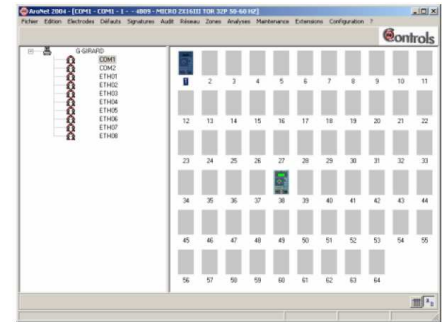 AroNet 2004 - [COM1 - COM1 - 1 - - 4809 - MICRO 2X16III TOR 32P 50-60 HZ]
Fichier Edition Electrodes Défauts Signatures Audit Réseau Zones Analyses Maintenance Extensions Configuration ?
Controls
G-GIRARD
COM1
COM2
ETH01
ETH02
ETH03
ETH04
ETH05
ETH06
ETH07
ETH08
1 2 3 4 5 6 7 8 9 10 11
12 13 14 15 16 17 18 19 20 21 22
23 24 25 26 27 28 29 30 31 32 33
34 35 36 37 38 39 40 41 42 43 44
45 46 47 48 49 50 51 52 53 54 55
56 57 58 59 60 61 62 63 64